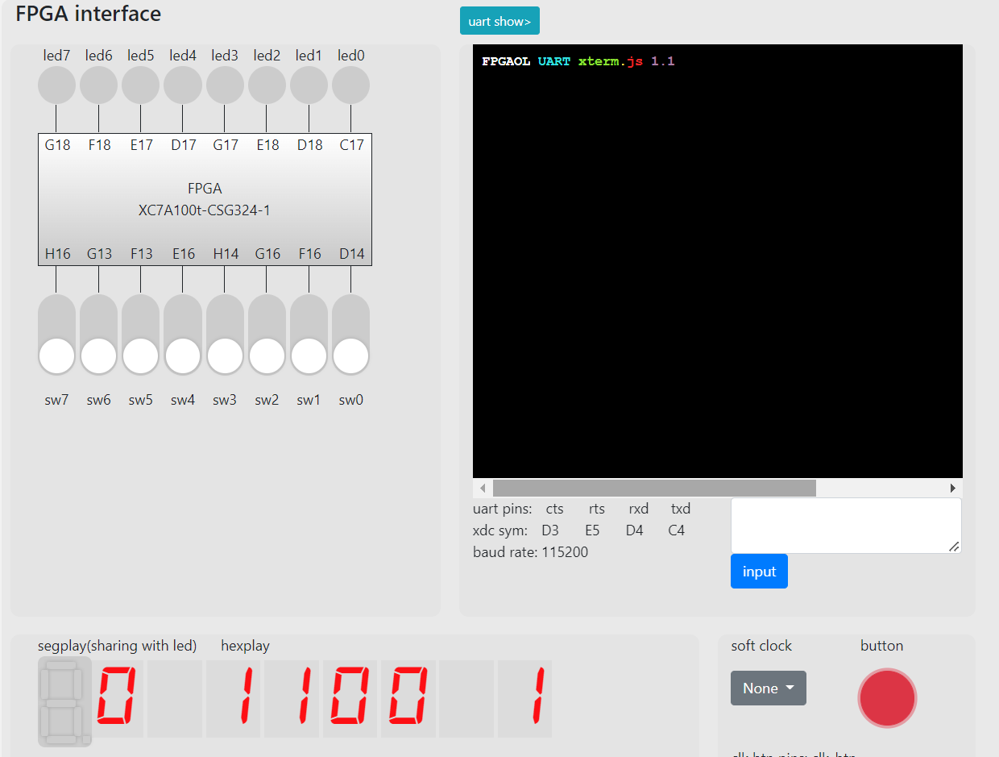 FPGA interface
uart show>
led7 led6 led5 led4 led3 led2 led1 led0
G18 F18 E17 D17 G17 E18 D18 C17
FPGA
XC7A100t-CSG324-1
H16 G13 F13 E16 H14 G16 F16 D14
sw7 sw6 sw5 sw4 sw3 sw2 sw1 sw0
FPGAOL UART xterm.js 1.1
uart pins: cts rts rxd txd
xdc sym: D3 E5 D4 C4
baud rate: 115200
input
segplay(sharing with led) hexplay
0 1 1 0 0 1
soft clock button
None